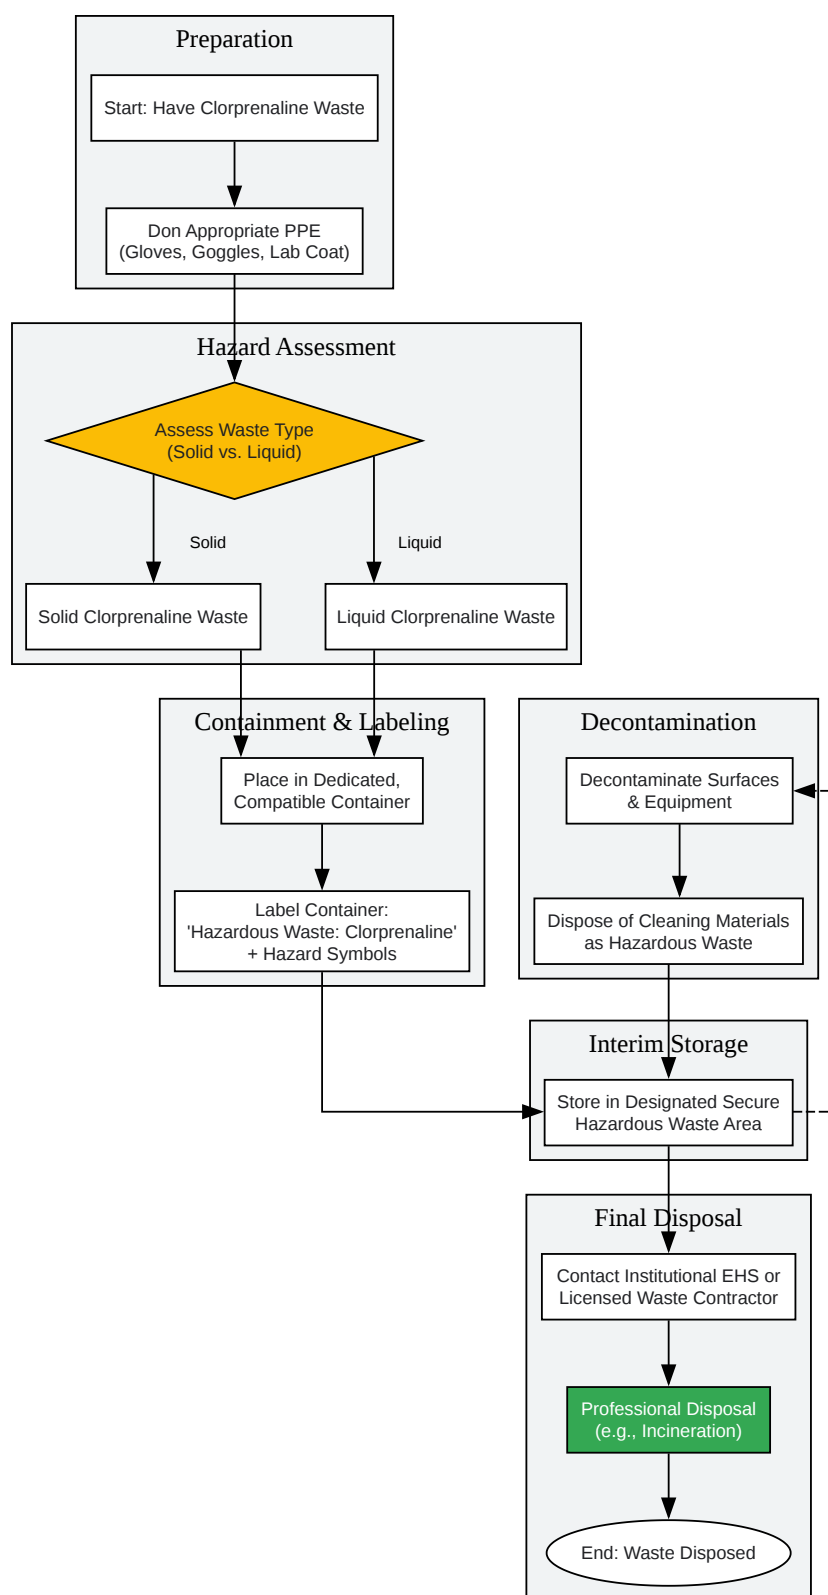 Preparation
Start: Have Clorprenaline Waste
Don Appropriate PPE
(Gloves, Goggles, Lab Coat)
Hazard Assessment
Assess Waste Type
(Solid vs. Liquid)
Solid
Liquid
Solid Clorprenaline Waste
Liquid Clorprenaline Waste
Containment & Labeling
Place in Dedicated,
Compatible Container
Label Container:
'Hazardous Waste: Clorprenaline'
+ Hazard Symbols
Decontamination
Decontaminate Surfaces
& Equipment
Dispose of Cleaning Materials
as Hazardous Waste
Interim Storage
Store in Designated Secure
Hazardous Waste Area
Final Disposal
Contact Institutional EHS or
Licensed Waste Contractor
Professional Disposal
(e.g., Incineration)
End: Waste Disposed